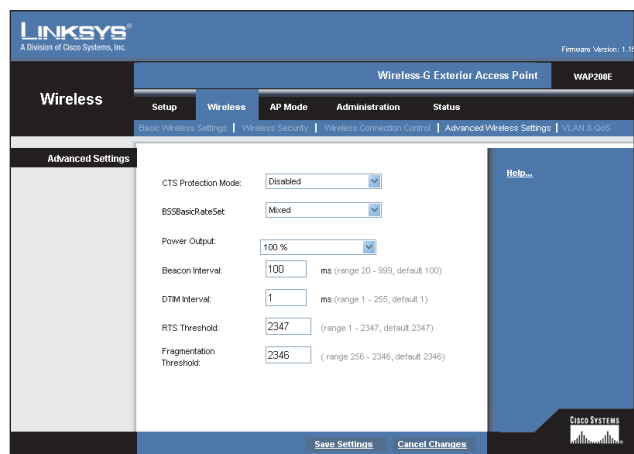 LINKSYS®
A Division of Cisco Systems, Inc.
Firmware Version: 1.15
Wireless-G Exterior Access Point WAP200E
Wireless
Setup Wireless AP Mode Administration Status
Basic Wireless Settings | Wireless Security | Wireless Connection Control | Advanced Wireless Settings | VLAN & QoS
Advanced Settings
Help...
CTS Protection Mode: Disabled
BSSBasicRateSet: Mixed
Power Output: 100 %
Beacon Interval: 100 ms (range 20 - 999, default 100)
DTIM Interval: 1 ms (range 1 - 255, default 1)
RTS Threshold: 2347 (range 1 - 2347, default 2347)
Fragmentation
Threshold: 2346 ( range 256 - 2346, default 2346)
CISCO SYSTEMS
Save Settings Cancel Changes